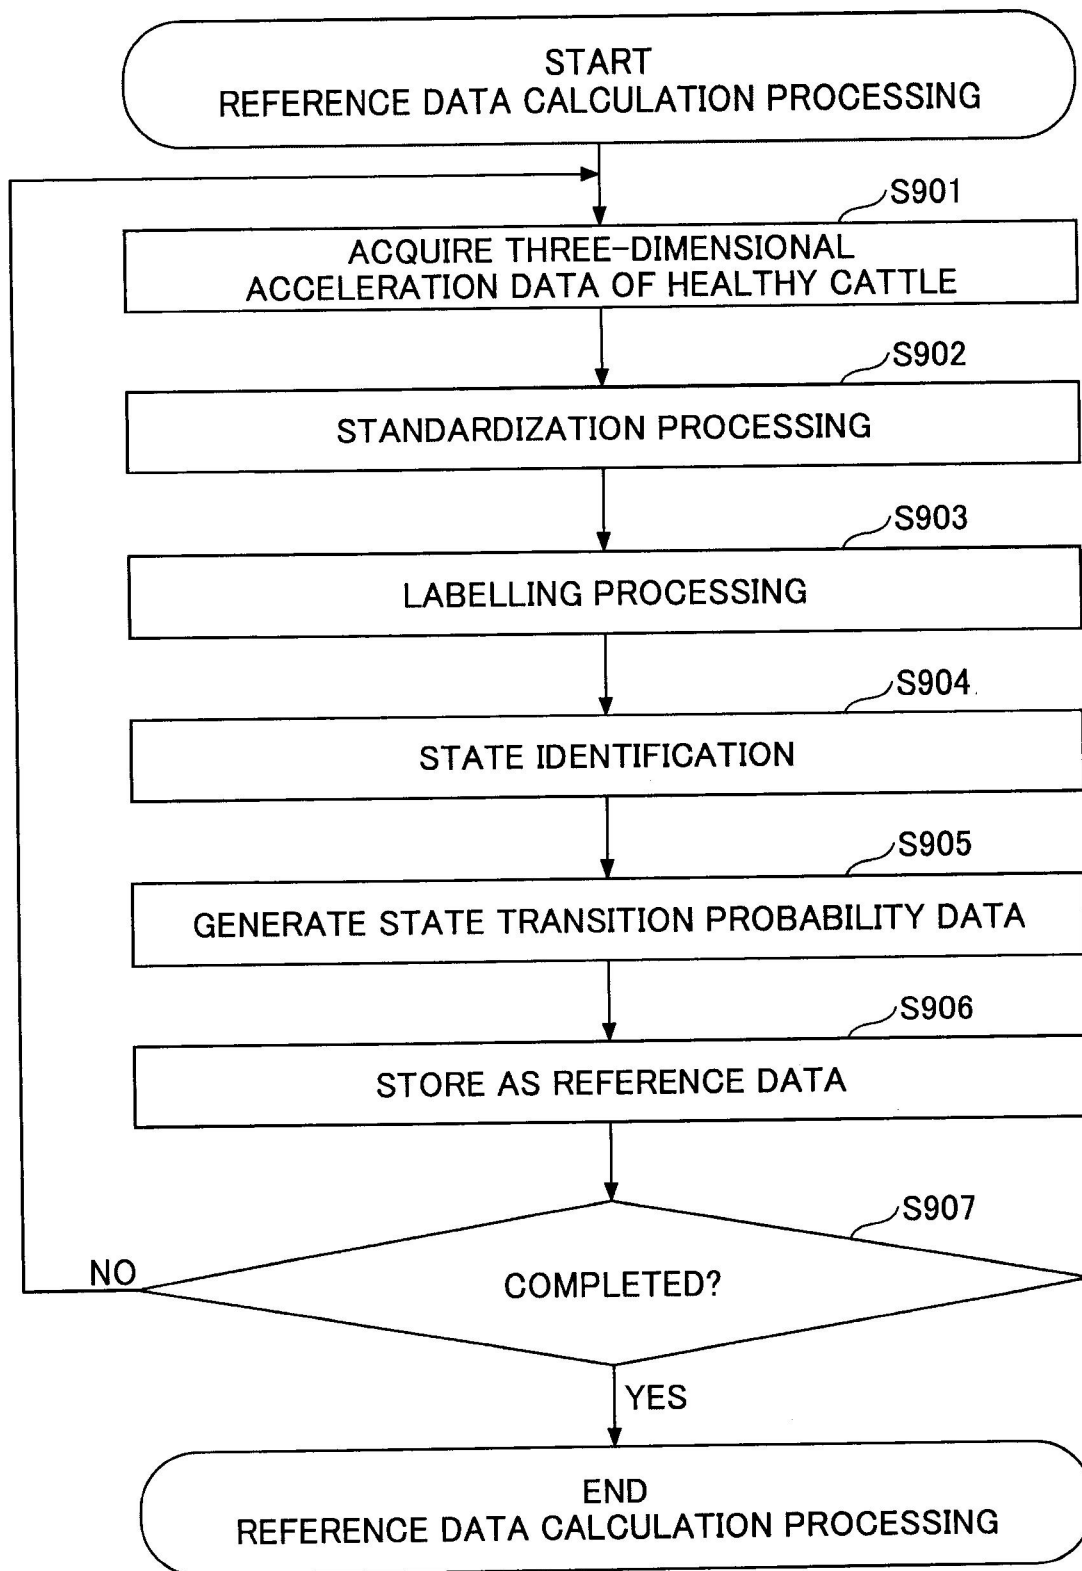 START
REFERENCE DATA CALCULATION PROCESSING
S901
ACQUIRE THREE-DIMENSIONAL
ACCELERATION DATA OF HEALTHY CATTLE
S902
STANDARDIZATION PROCESSING
S903
LABELLING PROCESSING
S904
STATE IDENTIFICATION
S905
GENERATE STATE TRANSITION PROBABILITY DATA
S906
STORE AS REFERENCE DATA
S907
NO
COMPLETED?
YES
END
REFERENCE DATA CALCULATION PROCESSING